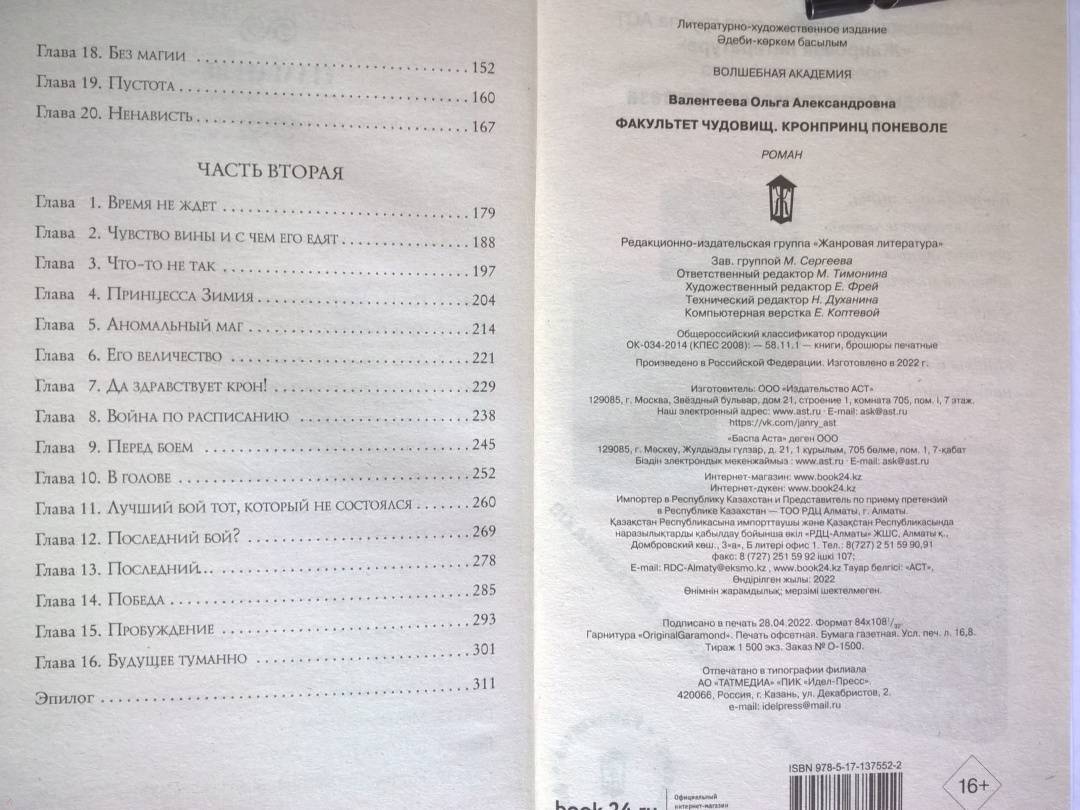 Глава 18. Без магии ... 152
Глава 19. Пустота ... 160
Глава 20. Ненависть ... 167
ЧАСТЬ ВТОРАЯ
Глава 1. Время не ждет ... 179
Глава 2. Чувство вины и с чем его едят ... 188
Глава 3. Что-то не так ... 197
Глава 4. Принцесса Зимия ... 204
Глава 5. Аномальный маг ... 214
Глава 6. Его величество ... 221
Глава 7. Да здравствует крон! ... 229
Глава 8. Война по расписанию ... 238
Глава 9. Перед боем ... 245
Глава 10. В голове ... 252
Глава 11. Лучший бой тот, который не состоялся ... 260
Глава 12. Последний бой? ... 269
Глава 13. Последний... ... 278
Глава 14. Победа ... 285
Глава 15. Пробуждение ... 293
Глава 16. Будущее туманно ... 301
Эпилог ... 311
Литературно-художественное издание
Әдеби-көркем басылым
ВОЛШЕБНАЯ АКАДЕМИЯ
Валентеева Ольга Александровна
ФАКУЛЬТЕТ ЧУДОВИЩ. КРОНПРИНЦ ПОНЕВОЛЕ
РОМАН
Редакционно-издательская группа «Жанровая литература»
Зав. группой М. Сергеева
Ответственный редактор М. Тимонина
Художественный редактор Е. Фрей
Технический редактор Н. Духанина
Компьютерная верстка Е. Коптевой
Общероссийский классификатор продукции
ОК-034-2014 (КПЕС 2008): — 58.11.1 — книги, брошюры печатные
Произведено в Российской Федерации. Изготовлено в 2022 г.
Изготовитель: ООО «Издательство АСТ»
129085, г. Москва, Звёздный бульвар, дом 21, строение 1, комната 705, пом. I, 7 этаж.
Наш электронный адрес: www.ast.ru · E-mail: ask@ast.ru
https://vk.com/janry_ast
«Баспа Аста» деген ООО
129085, г. Мәскеу, Жулдызды гүлзар, д. 21, 1 құрылым, 705 бөлме, пом. 1, 7-қабат
Біздін электрондык мекенжаймыз : www.ast.ru · E-mail: ask@ast.ru
Интернет-магазин: www.book24.kz
Интернет-дукен: www.book24.kz
Импортер в Республику Казахстан и Представитель по приему претензий
в Республике Казахстан — ТОО РДЦ Алматы, г. Алматы.
Қазақстан Республикасына импорттаушы және Қазақстан Республикасында
наразылықтарды қабылдау бойынша өкіл «РДЦ-Алматы» ЖШС, Алматы қ.,
Домбровский көш., 3«а», Б литері офис 1. Тел.: 8(727) 2 51 59 90,91
факс: 8 (727) 251 59 92 ішкі 107;
E-mail: RDC-Almaty@eksmo.kz , www.book24.kz Тауар белгісі: «АСТ»,
Өндірілген жылы: 2022
Өнімнін жарамдылық; мерзімі шектелмеген.
Подписано в печать 28.04.2022. Формат 84х108 1/32.
Гарнитура «OriginalGaramond». Печать офсетная. Бумага газетная. Усл. печ. л. 16,8.
Тираж 1 500 экз. Заказ № О-1500.
Отпечатано в типографии филиала
АО «ТАТМЕДИА» «ПИК «Идел-Пресс».
420066, Россия, г. Казань, ул. Декабристов, 2.
e-mail: idelpress@mail.ru
ISBN 978-5-17-137552-2
16+
book 24.ru
Официальный
интернет-магазин